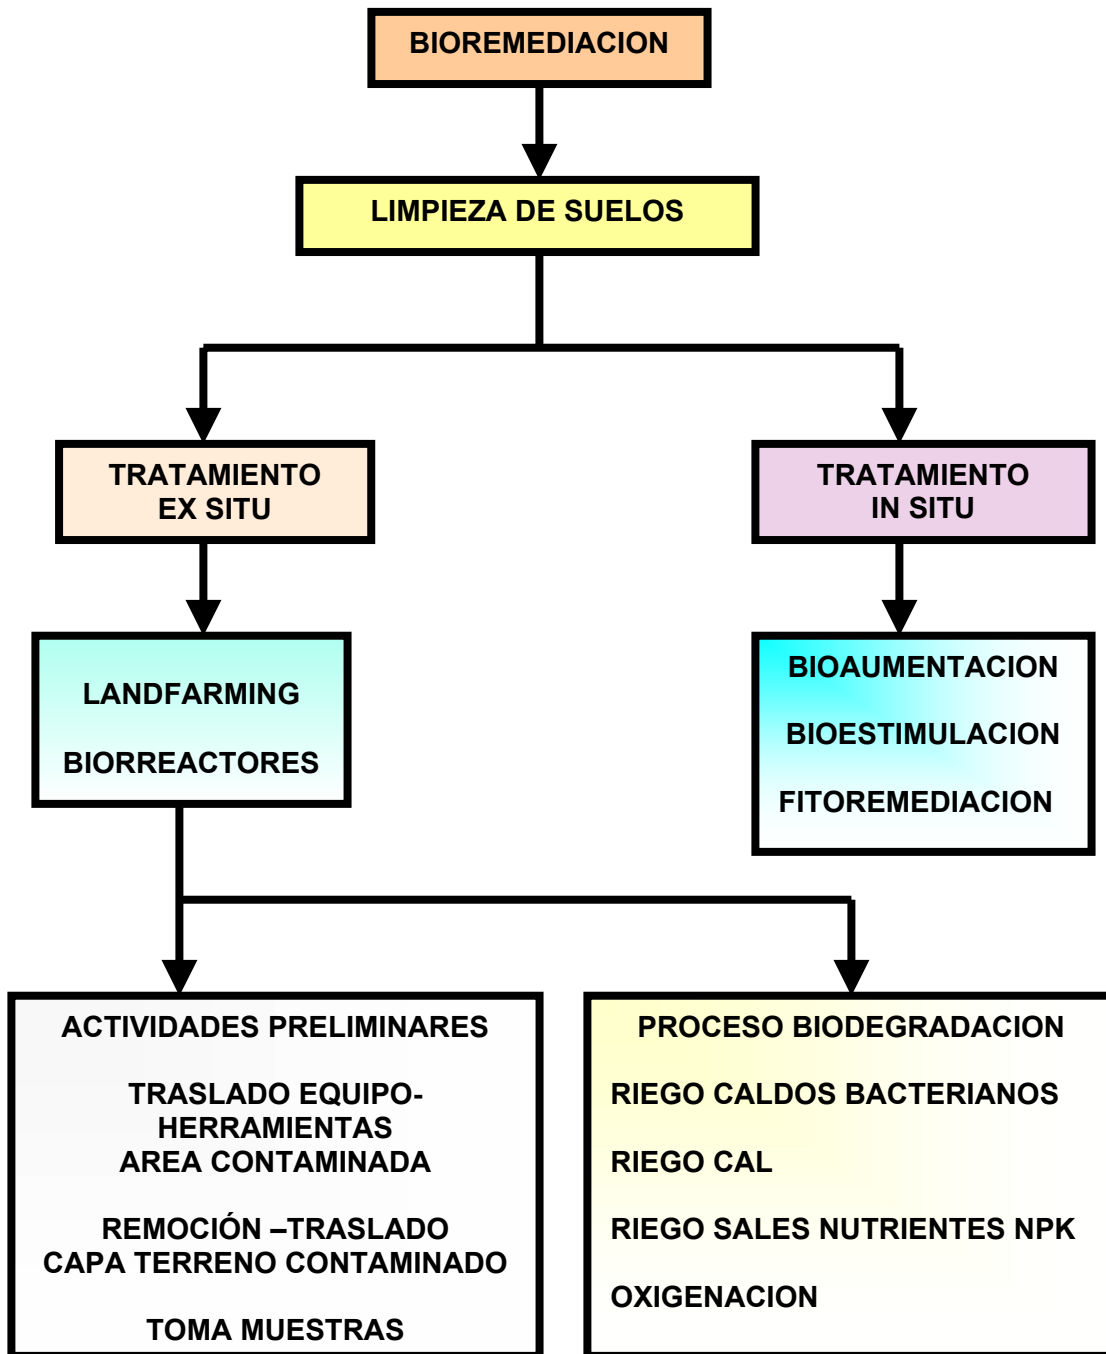 BIOREMEDIACION
LIMPIEZA DE SUELOS
TRATAMIENTO
EX SITU
TRATAMIENTO
IN SITU
LANDFARMING
BIORREACTORES
BIOAUMENTACION
BIOESTIMULACION
FITOREMEDIACION
ACTIVIDADES PRELIMINARES
TRASLADO EQUIPO-
HERRAMIENTAS
AREA CONTAMINADA
REMOCIÓN –TRASLADO
CAPA TERRENO CONTAMINADO
TOMA MUESTRAS
PROCESO BIODEGRADACION
RIEGO CALDOS BACTERIANOS
RIEGO CAL
RIEGO SALES NUTRIENTES NPK
OXIGENACION